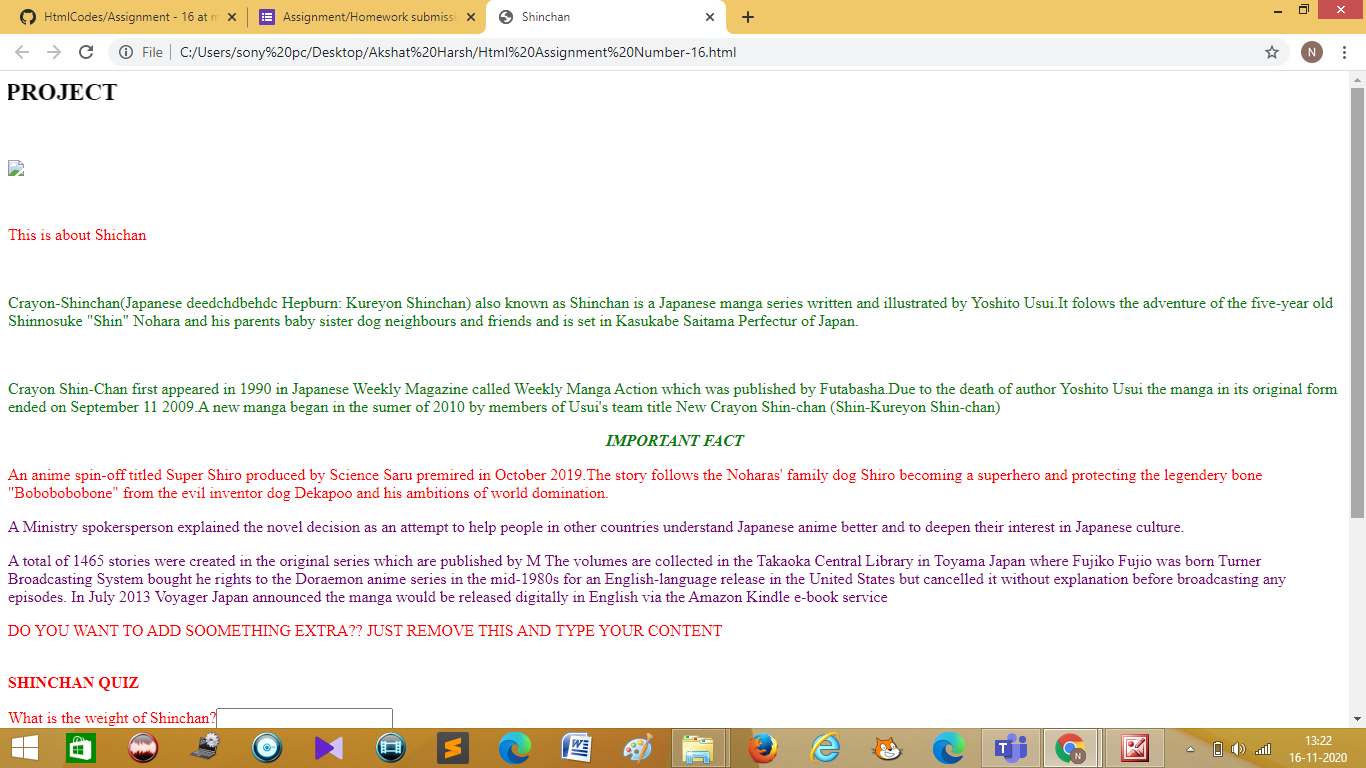 HtmlCodes/Assignment - 16 at m
Assignment/Homework submiss
Shinchan
File
C:/Users/sony%20pc/Desktop/Akshat%20Harsh/Html%20Assignment%20Number-16.html
N
PROJECT
This is about Shichan
Crayon-Shinchan(Japanese deedchdbehdc Hepburn: Kureyon Shinchan) also known as Shinchan is a Japanese manga series written and illustrated by Yoshito Usui.It folows the adventure of the five-year old
Shinnosuke "Shin" Nohara and his parents baby sister dog neighbours and friends and is set in Kasukabe Saitama Perfectur of Japan.
Crayon Shin-Chan first appeared in 1990 in Japanese Weekly Magazine called Weekly Manga Action which was published by Futabasha.Due to the death of author Yoshito Usui the manga in its original form
ended on September 11 2009.A new manga began in the sumer of 2010 by members of Usui's team title New Crayon Shin-chan (Shin-Kureyon Shin-chan)
IMPORTANT FACT
An anime spin-off titled Super Shiro produced by Science Saru premired in October 2019.The story follows the Noharas' family dog Shiro becoming a superhero and protecting the legendery bone
"Bobobobobone" from the evil inventor dog Dekapoo and his ambitions of world domination.
A Ministry spokersperson explained the novel decision as an attempt to help people in other countries understand Japanese anime better and to deepen their interest in Japanese culture.
A total of 1465 stories were created in the original series which are published by M The volumes are collected in the Takaoka Central Library in Toyama Japan where Fujiko Fujio was born Turner
Broadcasting System bought he rights to the Doraemon anime series in the mid-1980s for an English-language release in the United States but cancelled it without explanation before broadcasting any
episodes. In July 2013 Voyager Japan announced the manga would be released digitally in English via the Amazon Kindle e-book service
DO YOU WANT TO ADD SOOMETHING EXTRA?? JUST REMOVE THIS AND TYPE YOUR CONTENT
SHINCHAN QUIZ
What is the weight of Shinchan?
13:22
16-11-2020